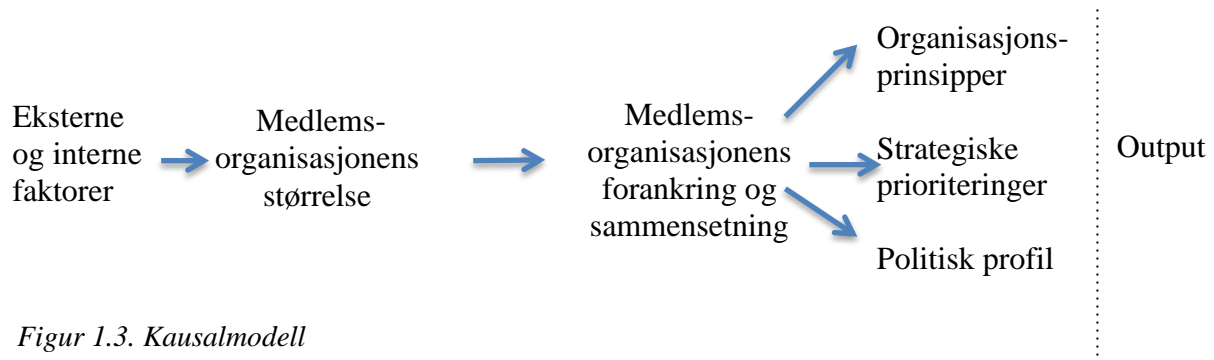 Eksterne
og interne
faktorer
Medlems-
organisasjonens
størrelse
Medlems-
organisasjonens
forankring og
sammensetning
Organisasjons-
prinsipper
Strategiske
prioriteringer
Politisk profil
Output
Figur 1.3. Kausalmodell